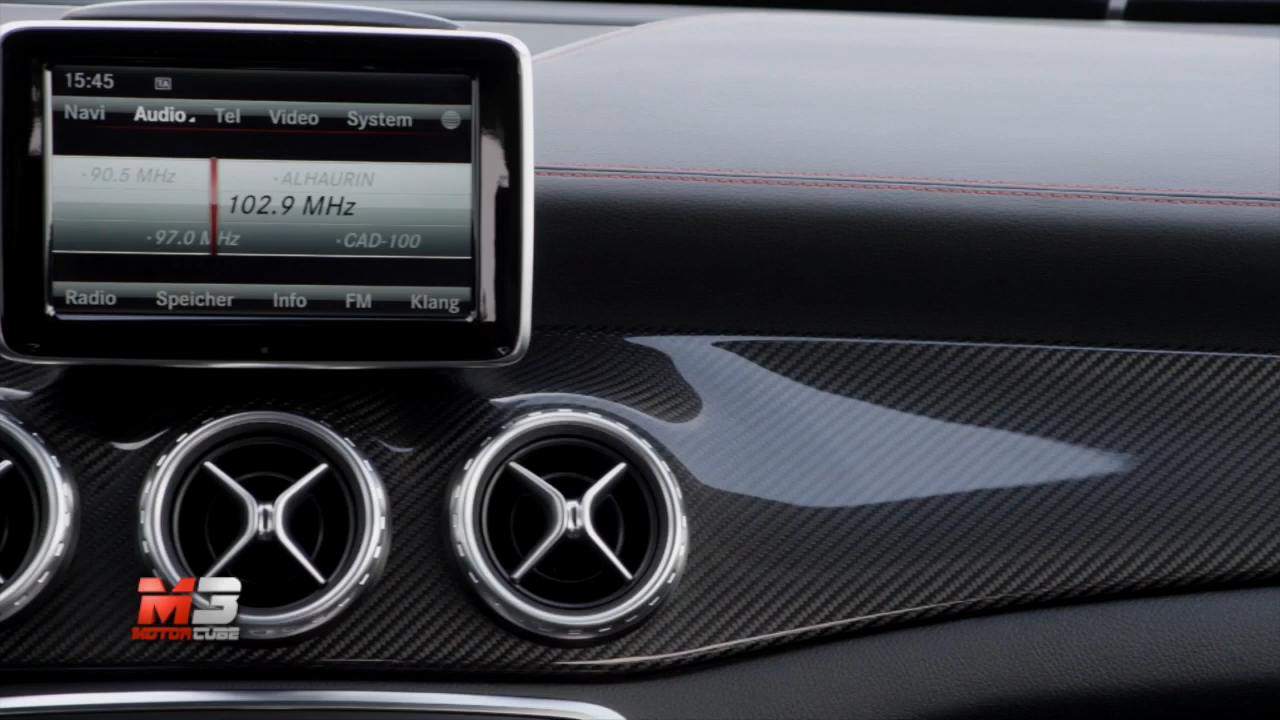 15:45 TA
Navi Audio Tel Video System
90.5 MHz ALHAURIN
102.9 MHz
97.0 MHz CAD-100
Radio Speicher Info FM Klang
M3
MOTORCUBE